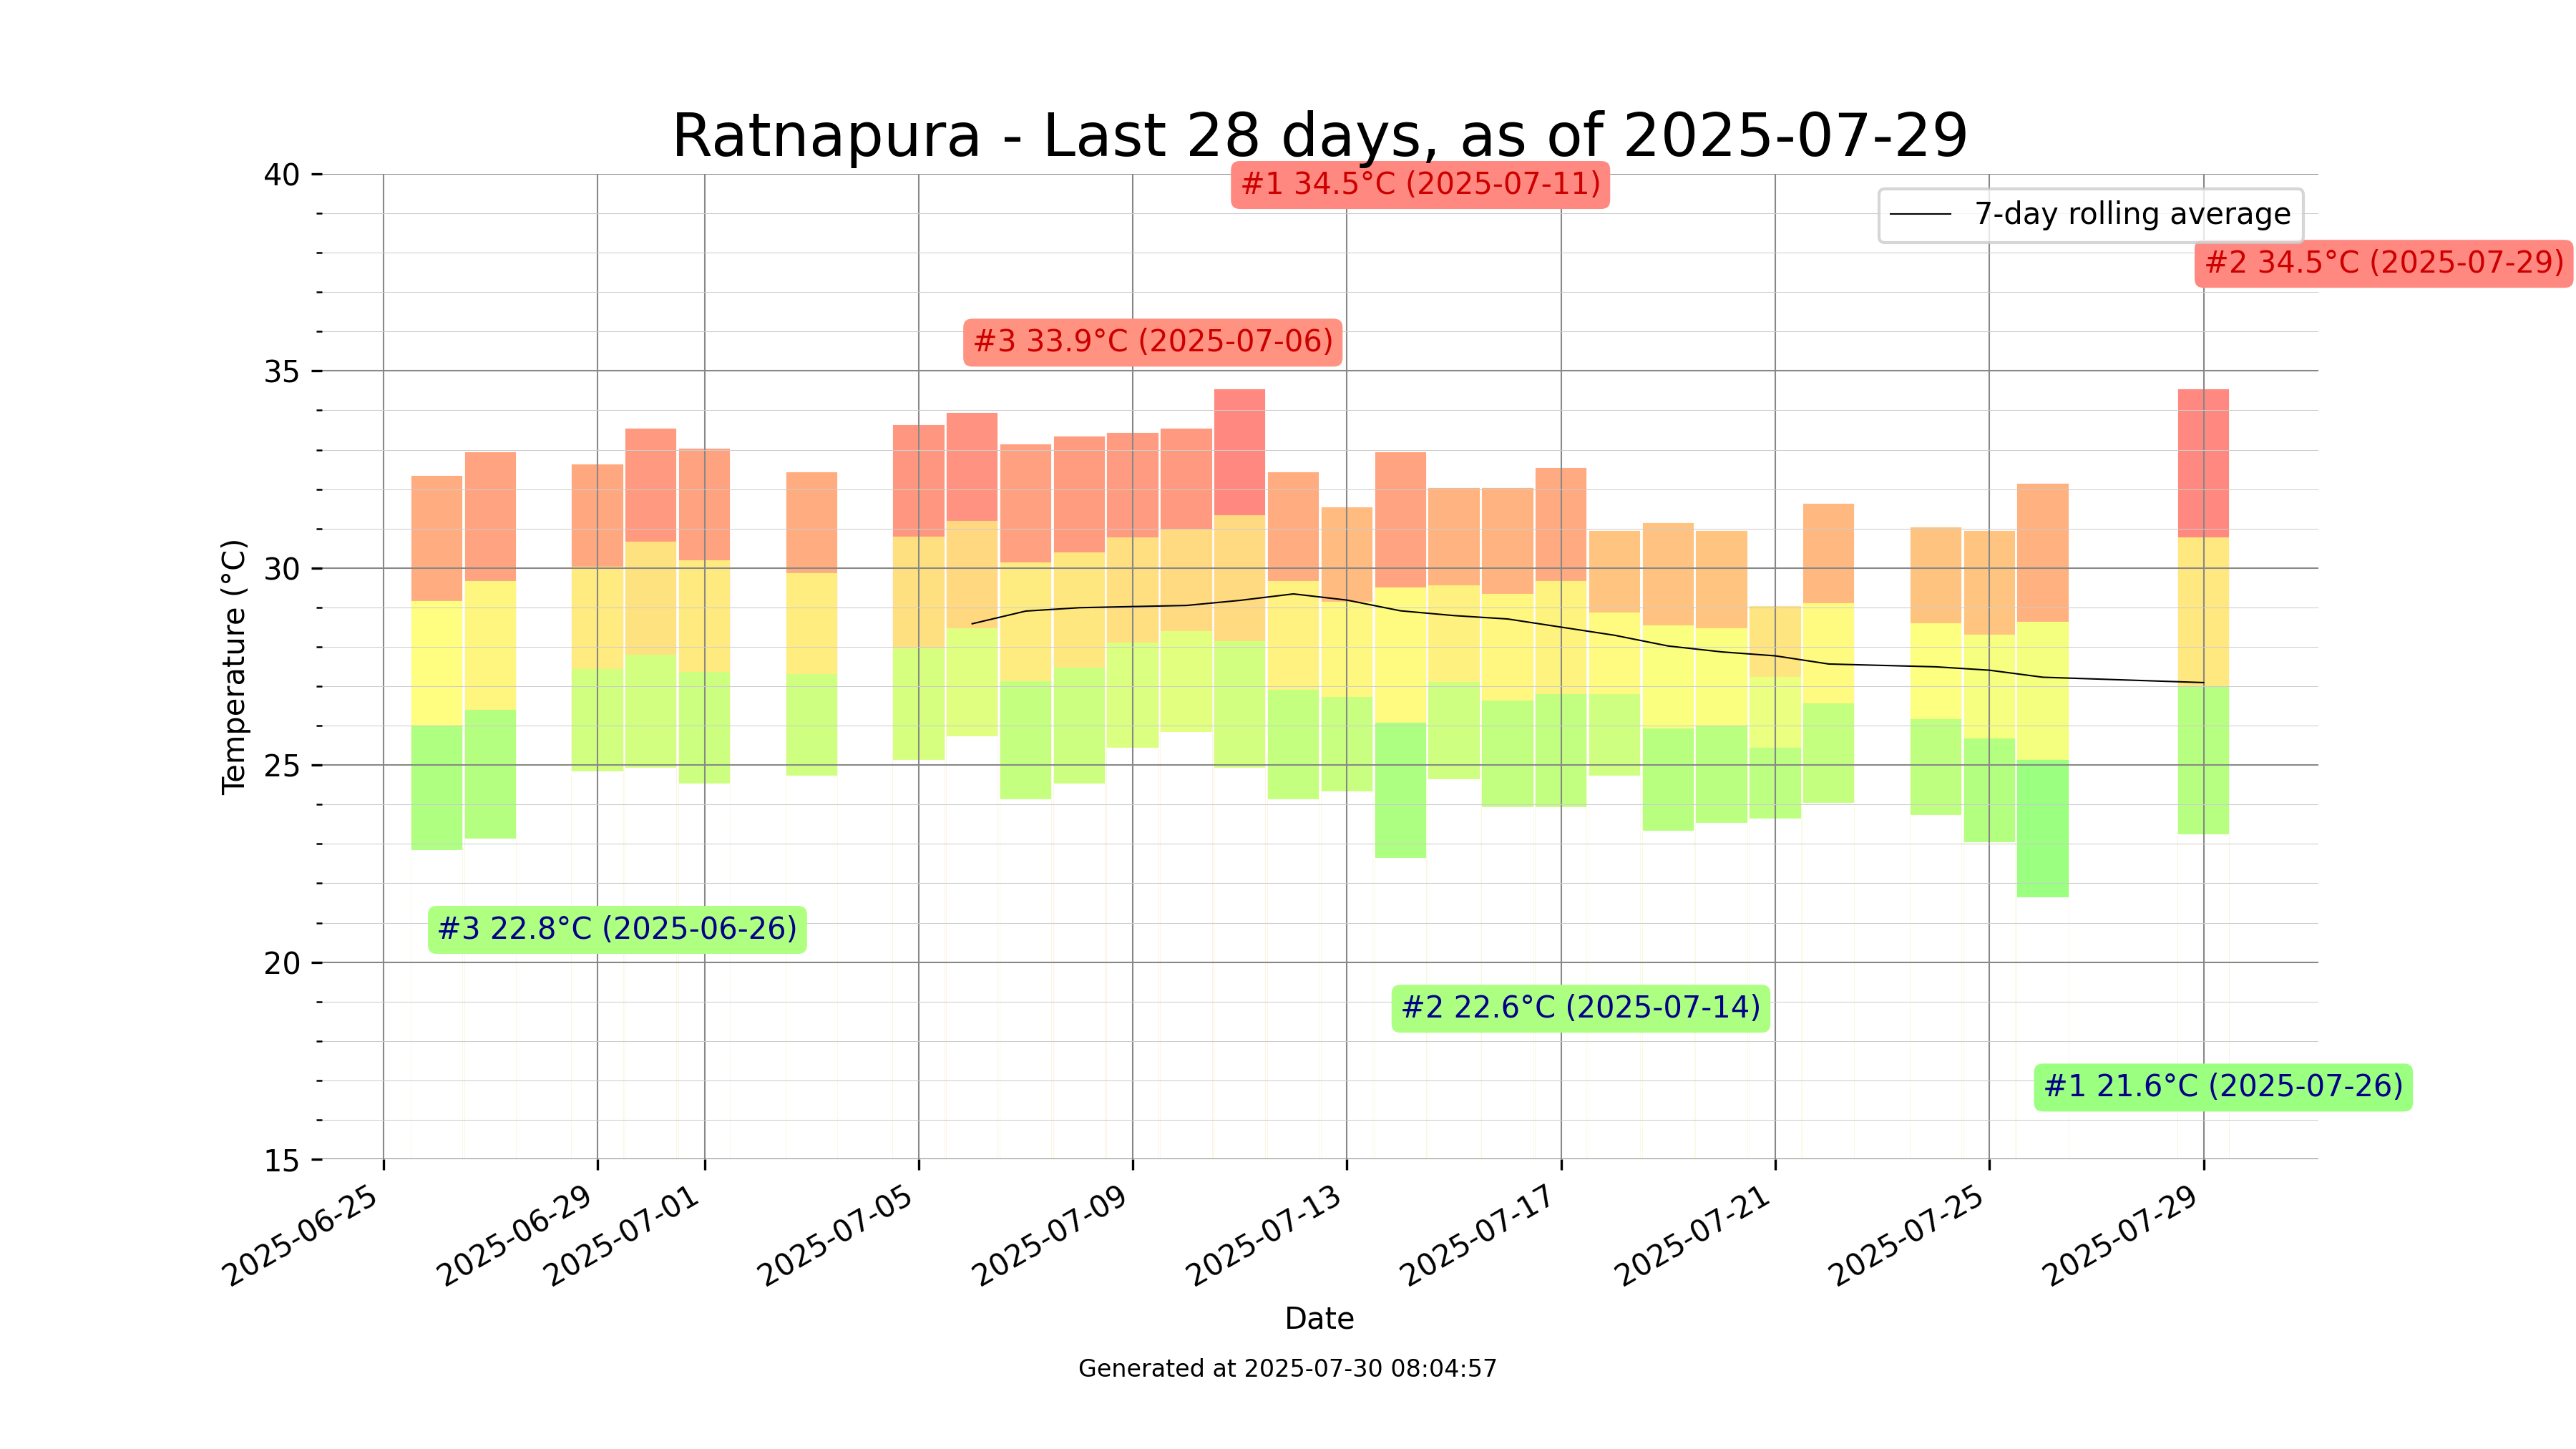 Ratnapura - Last 28 days, as of 2025-07-29
40
#1 34.5°C (2025-07-11)
7-day rolling average
#2 34.5°C (2025-07-29)
#3 33.9°C (2025-07-06)
35
30
Temperature (°C)
25
#3 22.8°C (2025-06-26)
20
#2 22.6°C (2025-07-14)
#1 21.6°C (2025-07-26)
15
2025-06-25
2025-06-29
2025-07-01
2025-07-05
2025-07-09
2025-07-13
2025-07-17
2025-07-21
2025-07-25
2025-07-29
Date
Generated at 2025-07-30 08:04:57